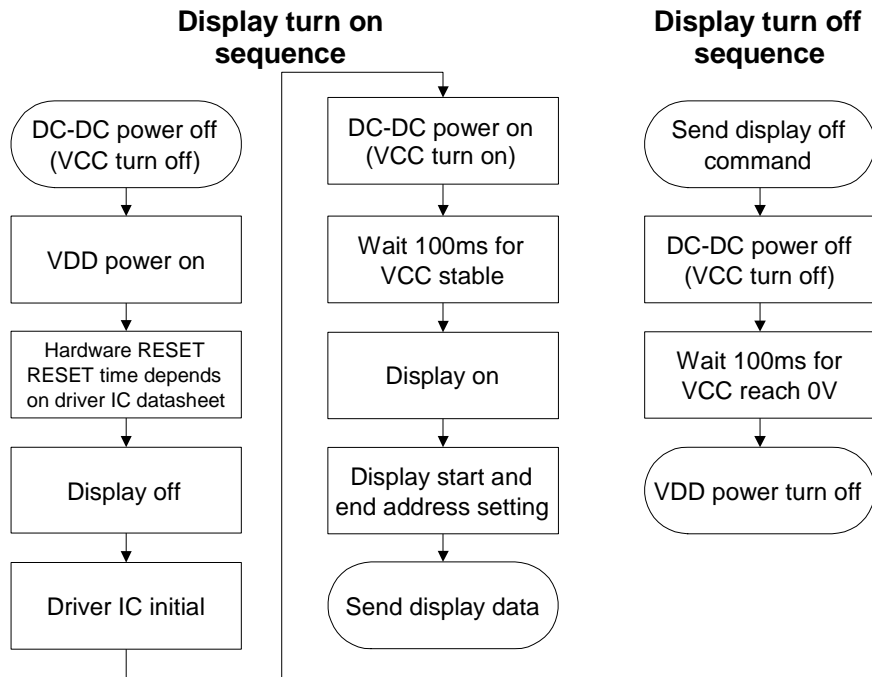 Display turn on
sequence
DC-DC power off
(VCC turn off)
VDD power on
Hardware RESET
RESET time depends
on driver IC datasheet
Display off
Driver IC initial
DC-DC power on
(VCC turn on)
Wait 100ms for
VCC stable
Display on
Display start and
end address setting
Send display data
Display turn off
sequence
Send display off
command
DC-DC power off
(VCC turn off)
Wait 100ms for
VCC reach 0V
VDD power turn off